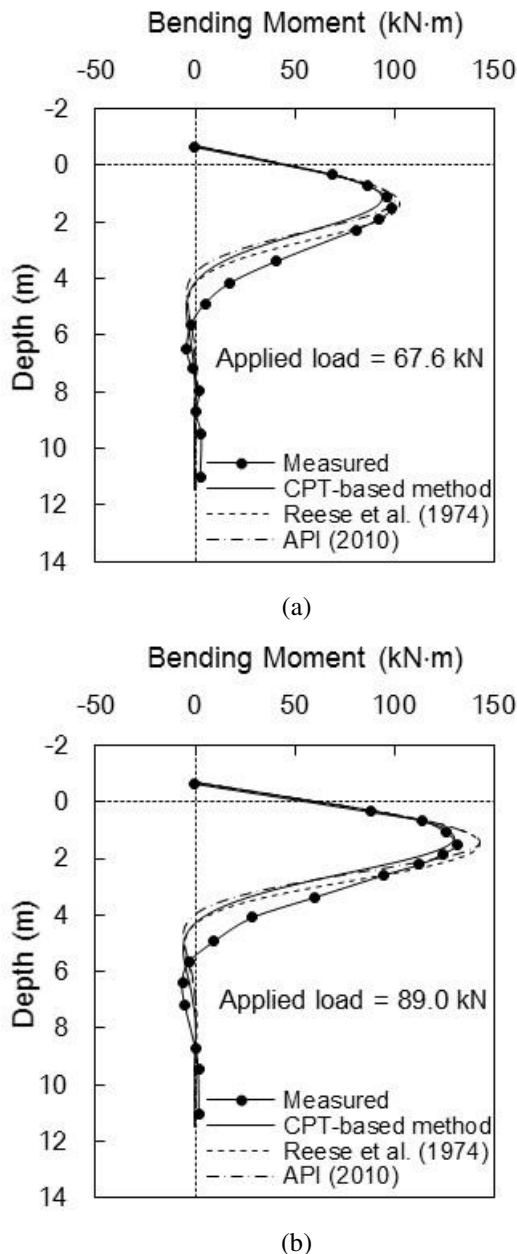 Bending Moment (kN·m)
-50 0 50 100 150
-2
0
2
4
6
8
10
12
14
Depth (m)
Applied load = 67.6 kN
Measured
CPT-based method
Reese et al. (1974)
API (2010)
(a)
Bending Moment (kN·m)
-50 0 50 100 150
-2
0
2
4
6
8
10
12
14
Depth (m)
Applied load = 89.0 kN
Measured
CPT-based method
Reese et al. (1974)
API (2010)
(b)